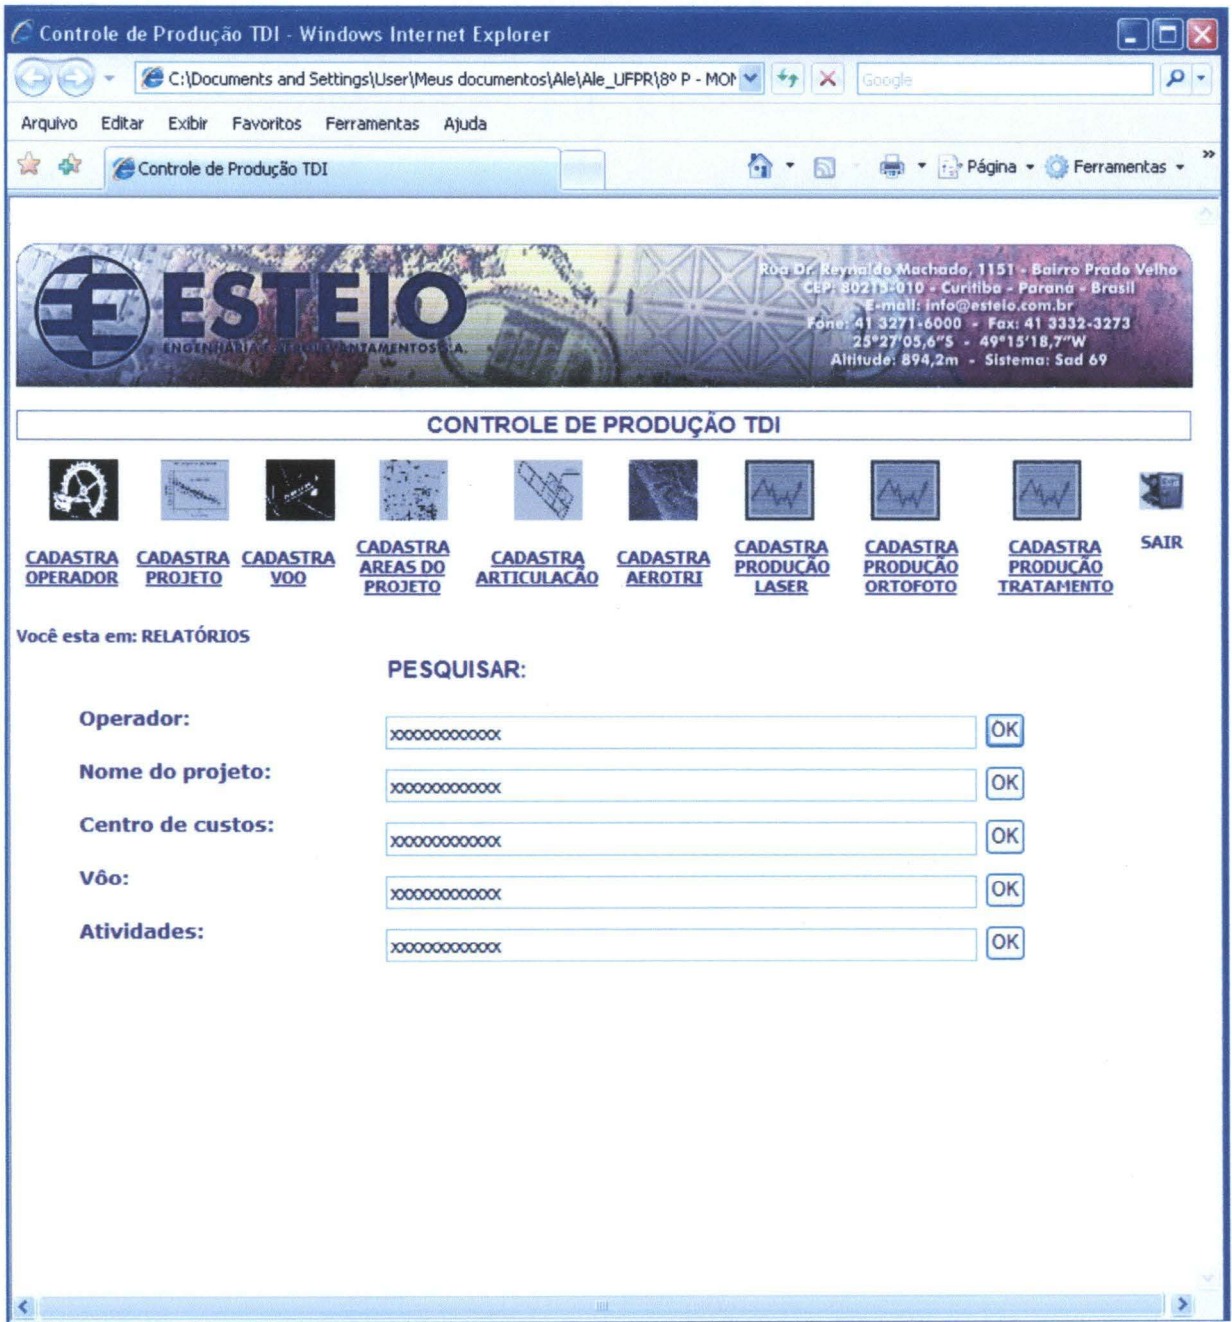 Controle de Produção TDI - Windows Internet Explorer
C:\Documents and Settings\User\Meus documentos\Ale\Ale_UFPR\8º P - MON
Google
Arquivo Editar Exibir Favoritos Ferramentas Ajuda
Controle de Produção TDI
Página Ferramentas
ESTEIO
ENGENHARIA E AEROLEVANTAMENTOS S.A.
Rua Dr. Reynaldo Machado, 1151 - Bairro Prado Velho
CEP: 80215-010 - Curitiba - Paraná - Brasil
E-mail: info@esteio.com.br
Fone: 41 3271-6000 - Fax: 41 3332-3273
25°27'05,6"S - 49°15'18,7"W
Altitude: 894,2m - Sistema: Sad 69
CONTROLE DE PRODUÇÃO TDI
CADASTRA OPERADOR
CADASTRA PROJETO
CADASTRA VOO
CADASTRA AREAS DO PROJETO
CADASTRA ARTICULACÃO
CADASTRA AEROTRI
CADASTRA PRODUÇÃO LASER
CADASTRA PRODUÇÃO ORTOFOTO
CADASTRA PRODUÇÃO TRATAMENTO
SAIR
Você esta em: RELATÓRIOS
PESQUISAR:
Operador: xxxxxxxxxxxx OK
Nome do projeto: xxxxxxxxxxxx OK
Centro de custos: xxxxxxxxxxxx OK
Vôo: xxxxxxxxxxxx OK
Atividades: xxxxxxxxxxxx OK